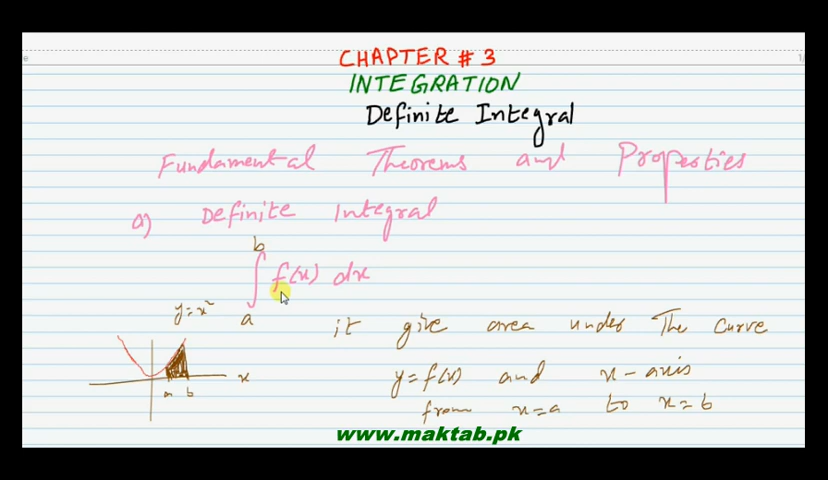 CHAPTER # 3
INTEGRATION
Definite Integral
Fundamental Theorems and Properties
a) Definite Integral
b
∫ f(x) dx
a
y=x²
it give area under The curve
y=f(x) and x-axis
from x=a to x=b
x
a b
www.maktab.pk